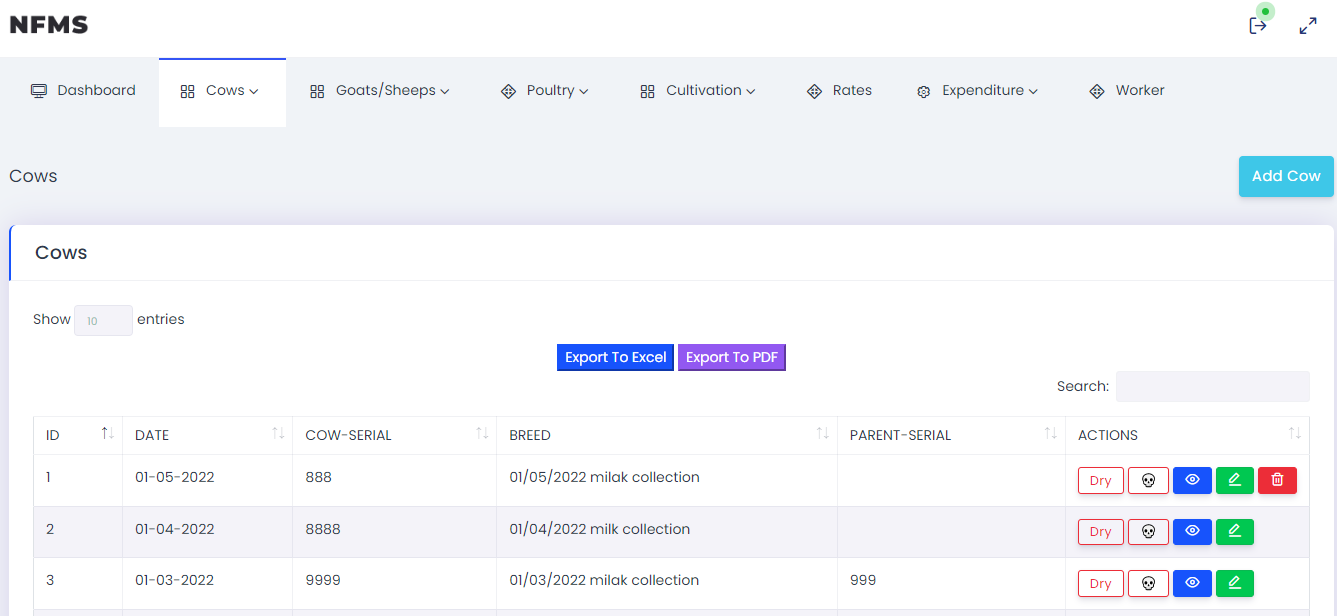 NFMS
Dashboard Cows Goats/Sheeps Poultry Cultivation Rates Expenditure Worker
Cows Add Cow
Cows
Show 10 entries
Export To Excel Export To PDF
Search:
ID DATE COW-SERIAL BREED PARENT-SERIAL ACTIONS
1 01-05-2022 888 01/05/2022 milak collection Dry
2 01-04-2022 8888 01/04/2022 milk collection Dry
3 01-03-2022 9999 01/03/2022 milak collection 999 Dry